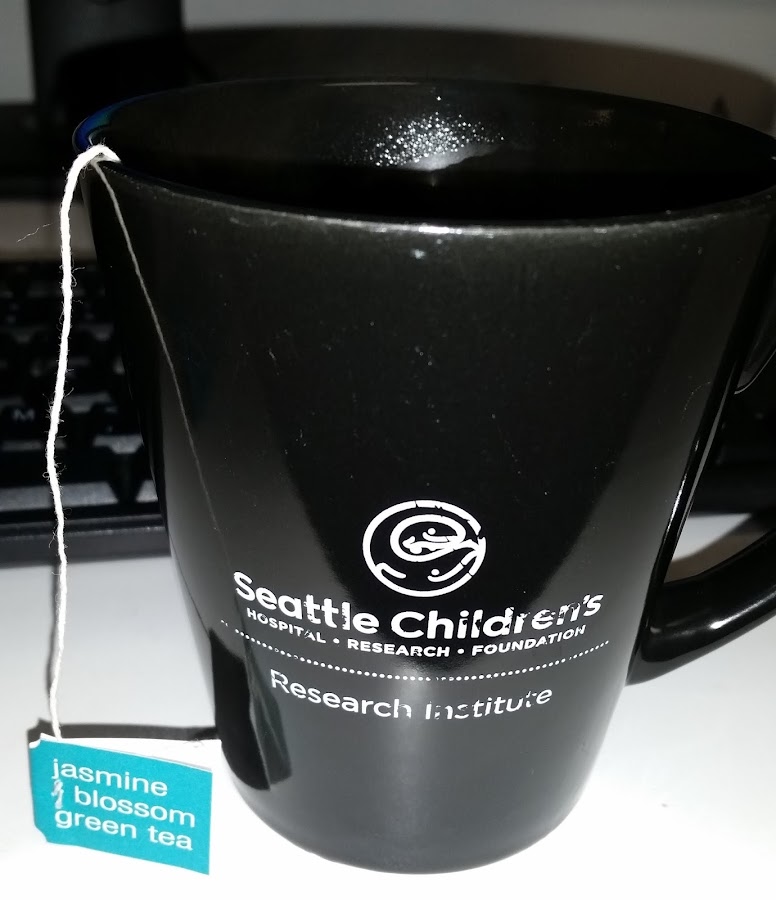 Seattle Children's
HOSPITAL • RESEARCH • FOUNDATION
Research Institute
jasmine
blossom
green tea
M